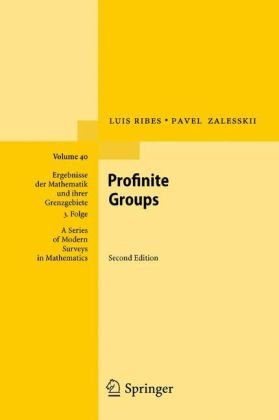 LUIS RIBES • PAVEL ZALESSKII
Volume 40
Ergebnisse
der Mathematik
und ihrer
Grenzgebiete
3. Folge
A Series
of Modern
Surveys
in Mathematics
Profinite
Groups
Second Edition
Springer